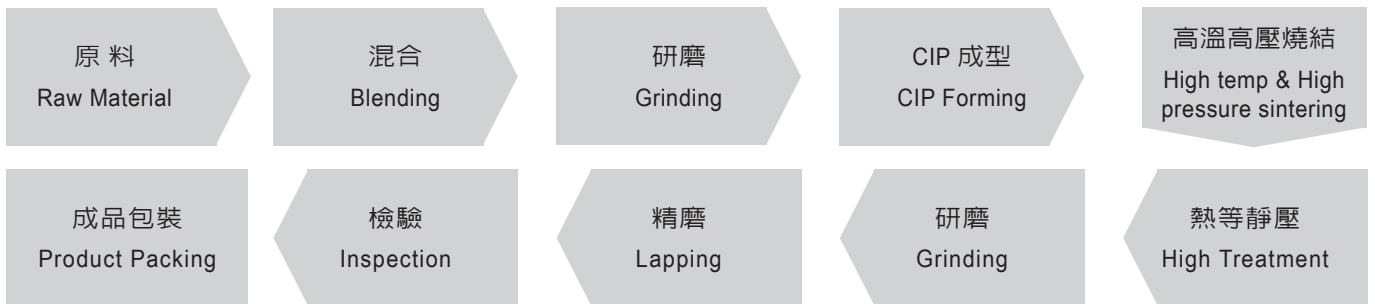 原 料
Raw Material
混合
Blending
研磨
Grinding
CIP 成型
CIP Forming
高溫高壓燒結
High temp & High
pressure sintering
熱等靜壓
High Treatment
研磨
Grinding
精磨
Lapping
檢驗
Inspection
成品包裝
Product Packing